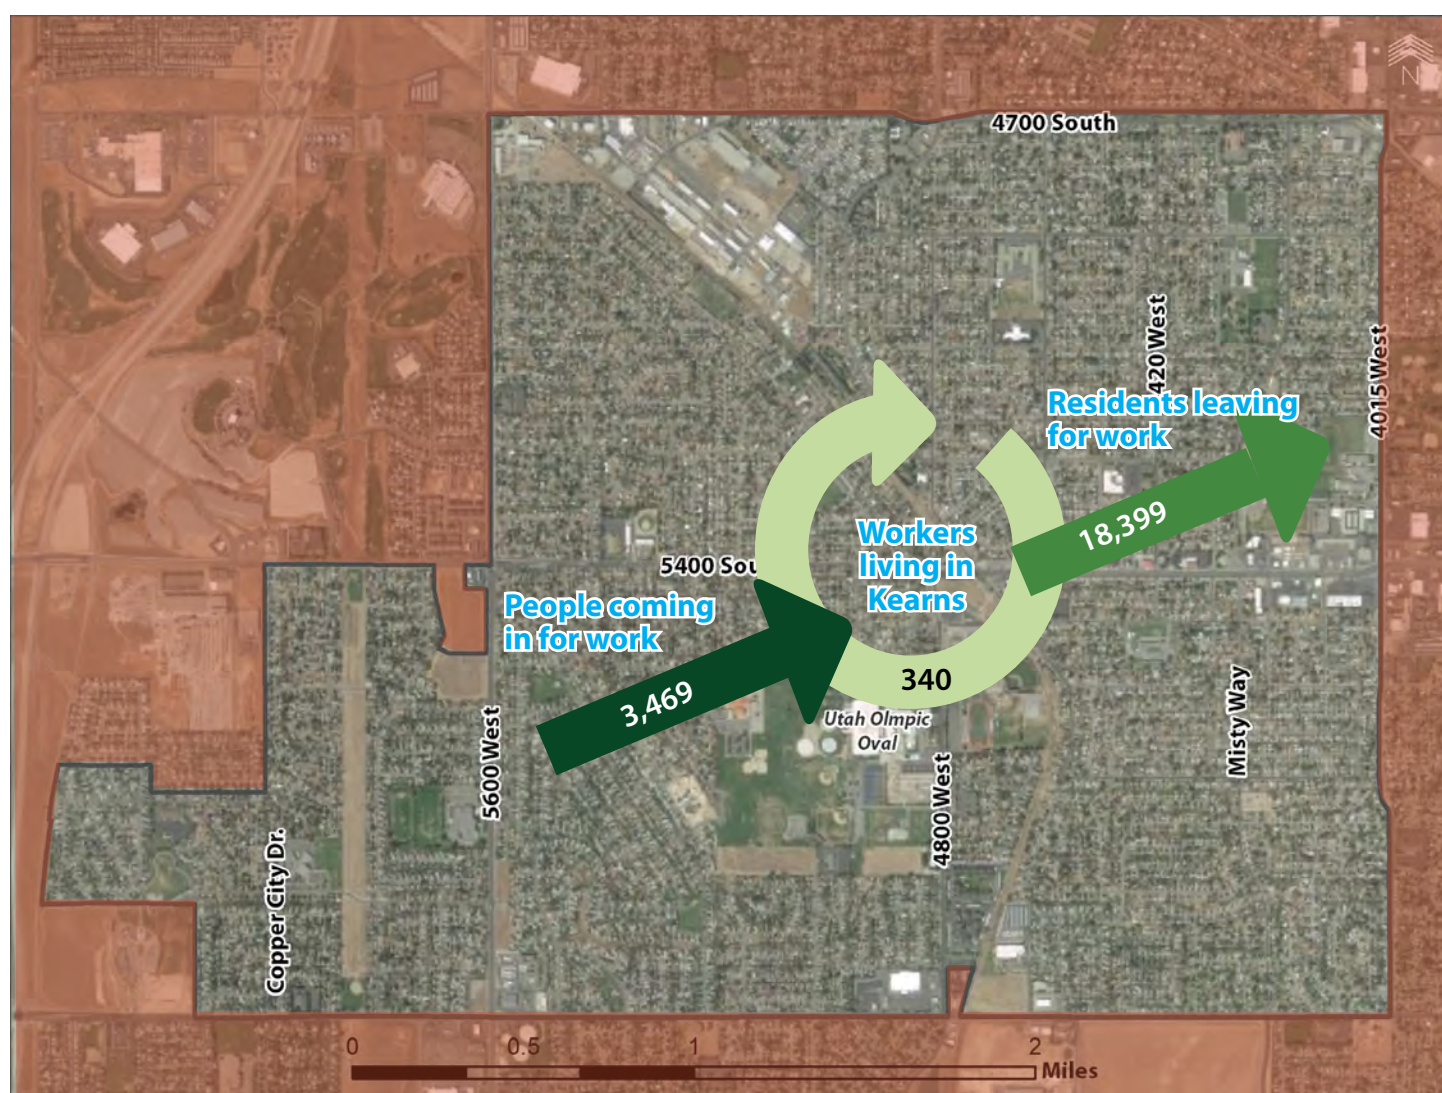 N
4700 South
420 West
4015 West
Residents leaving
for work
18,399
Workers
living in
Kearns
5400 Sou
People coming
in for work
3,469
340
Utah Olmpic
Oval
5600 West
4800 West
Misty Way
Copper City Dr.
0 0.5 1 2
Miles